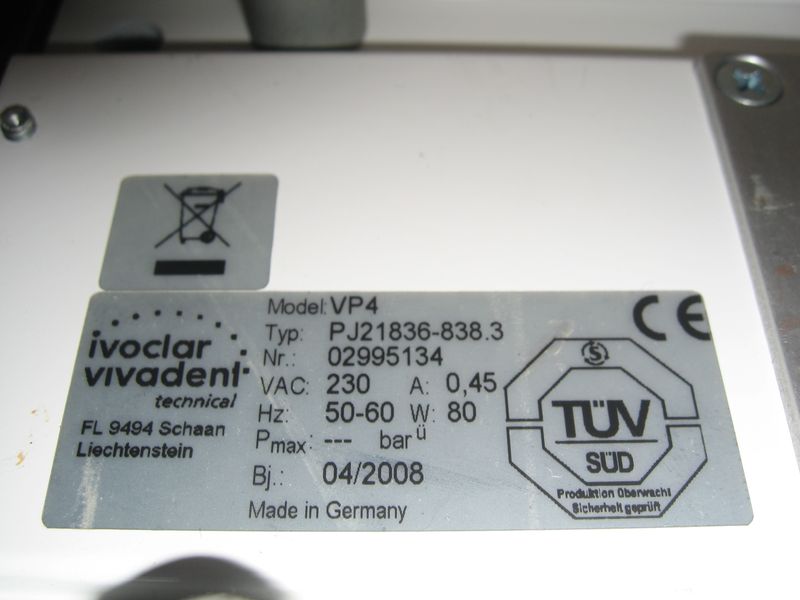 ivoclar
vivadent
technical
FL 9494 Schaan
Liechtenstein
Model: VP4
Typ: PJ21836-838.3
Nr.: 02995134
VAC: 230 A: 0,45
Hz: 50-60 W: 80
Pmax: --- bar ü
Bj.: 04/2008
Made in Germany
CE
S
TÜV
SÜD
Produktion überwacht
Sicherheit geprüft